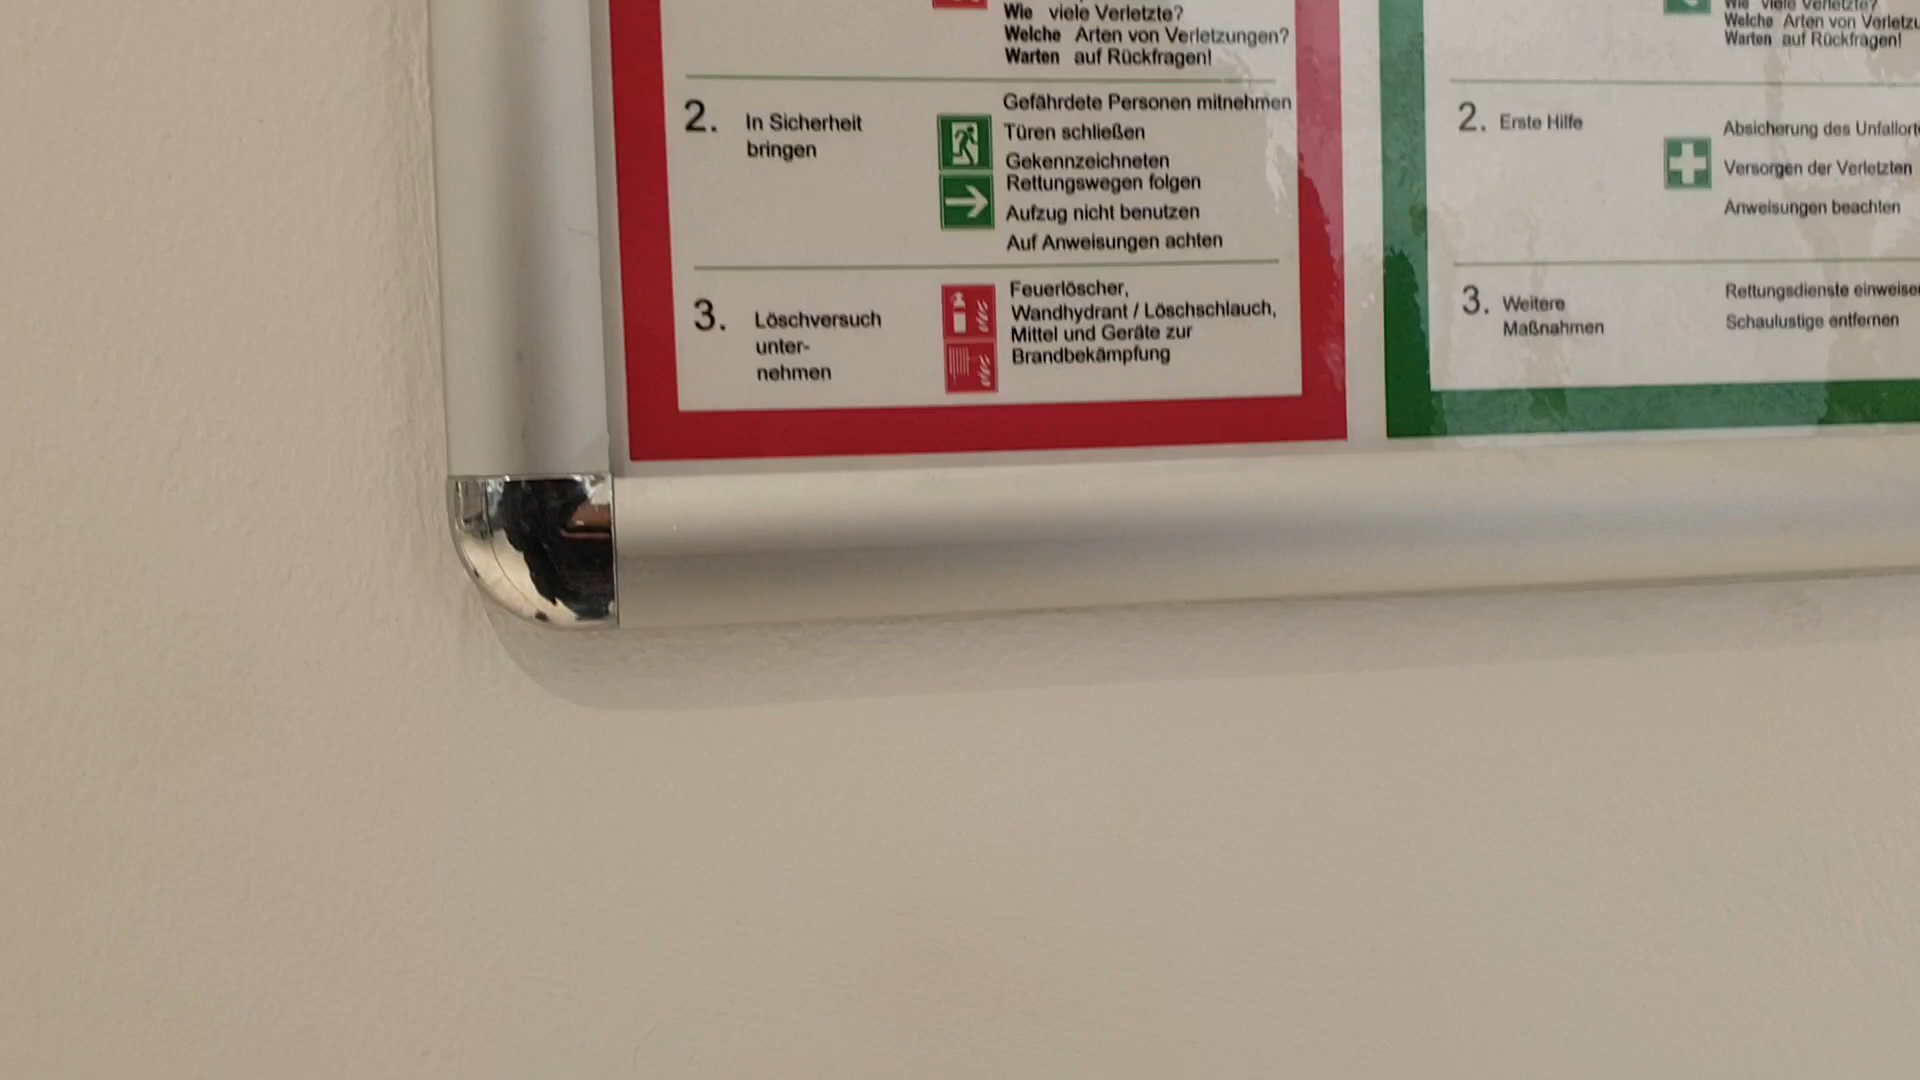 Wie viele Verletzte?
Welche Arten von Verletzungen?
Warten auf Rückfragen!
2. In Sicherheit
bringen
Gefährdete Personen mitnehmen
Türen schließen
Gekennzeichneten
Rettungswegen folgen
Aufzug nicht benutzen
Auf Anweisungen achten
3. Löschversuch
unter-
nehmen
Feuerlöscher,
Wandhydrant / Löschschlauch,
Mittel und Geräte zur
Brandbekämpfung
Wie viele Verletzte?
Welche Arten von
Warten auf Rückfragen!
2. Erste Hilfe
Absicherung des
Versorgen der Verletzten
Anweisungen beachten
3. Weitere
Maßnahmen
Rettungsdienste
Schaulustige entfernen